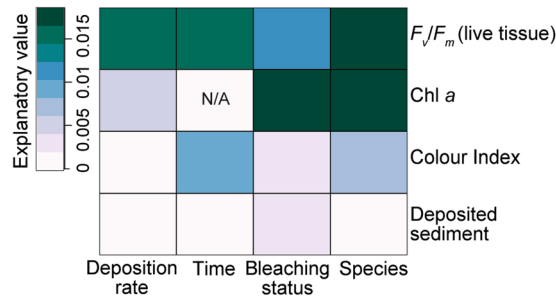 Explanatory value
0.015
0.01
0.005
0
Fv/Fm (live tissue)
N/A
Chl a
Colour Index
Deposited
sediment
Deposition
rate
Time
Bleaching
status
Species